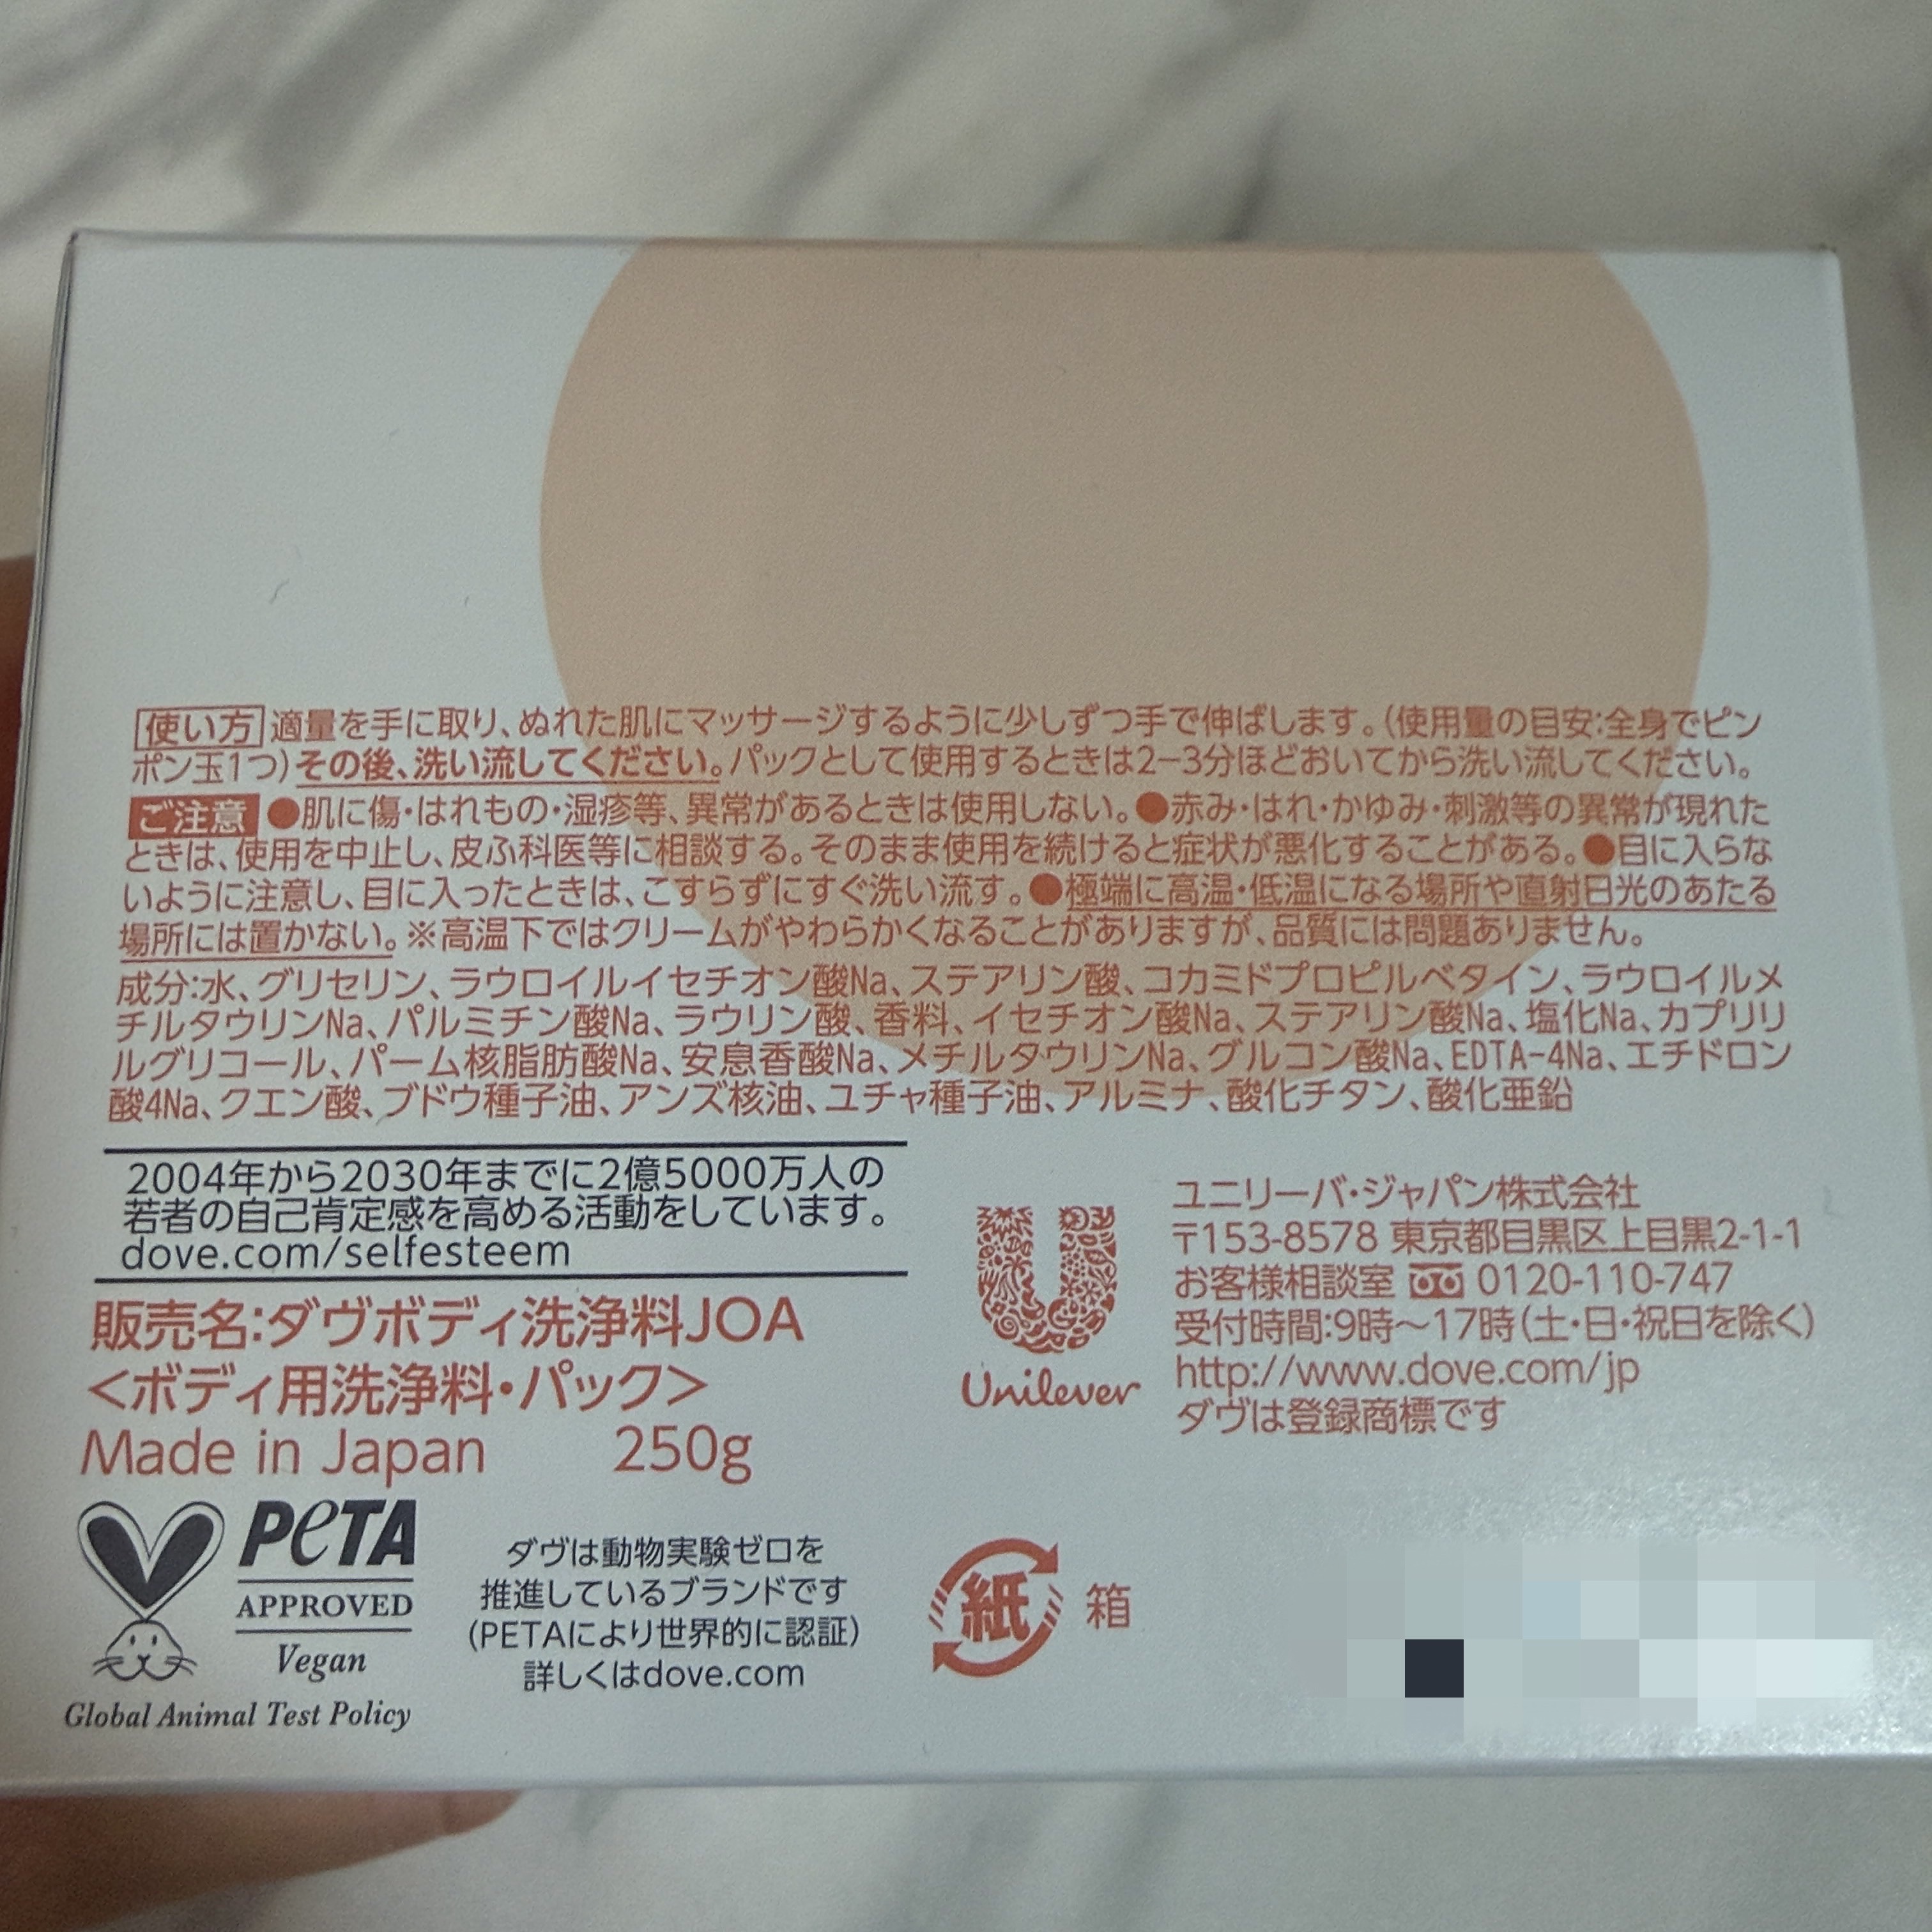 使い方 適量を手に取り、ぬれた肌にマッサージするように少しずつ手で伸ばします。(使用量の目安:全身でピン
ポン玉1つ)その後、洗い流してください。パックとして使用するときは2−3分ほどおいてから洗い流してください。
ご注意 ●肌に傷・はれもの・湿疹等、異常があるときは使用しない。●赤み・はれ・かゆみ・刺激等の異常が現れた
ときは、使用を中止し、皮ふ科医等に相談する。そのまま使用を続けると症状が悪化することがある。●目に入らな
いように注意し、目に入ったときは、こすらずにすぐ洗い流す。●極端に高温・低温になる場所や直射日光のあたる
場所には置かない。※高温下ではクリームがやわらかくなることがありますが、品質には問題ありません。
成分:水、グリセリン、ラウロイルイセチオン酸Na、ステアリン酸、コカミドプロピルベタイン、ラウロイルメ
チルタウリンNa、パルミチン酸Na、ラウリン酸、香料、イセチオン酸Na、ステアリン酸Na、塩化Na、カプリリ
ルグリコール、パーム核脂肪酸Na、安息香酸Na、メチルタウリンNa、グルコン酸Na、EDTA−4Na、エチドロン
酸4Na、クエン酸、ブドウ種子油、アンズ核油、ユチャ種子油、アルミナ、酸化チタン、酸化亜鉛
2004年から2030年までに2億5000万人の
若者の自己肯定感を高める活動をしています。
dove.com/selfesteem
販売名:ダヴボディ洗浄料JOA
<ボディ用洗浄料・パック>
Made in Japan 250g
Unilever
ユニリーバ・ジャパン株式会社
〒153-8578 東京都目黒区上目黒2-1-1
お客様相談室 0120-110-747
受付時間:9時〜17時(土・日・祝日を除く)
http://www.dove.com/jp
ダヴは登録商標です
PeTA
APPROVED
Vegan
Global Animal Test Policy
ダヴは動物実験ゼロを
推進しているブランドです
(PETAにより世界的に認証)
詳しくはdove.com
紙 箱